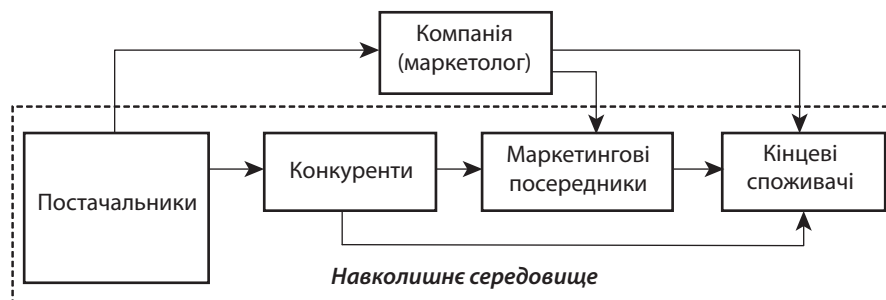 Компанія
(маркетолог)
Постачальники
Конкуренти
Маркетингові
посередники
Кінцеві
споживачі
Навколишнє середовище